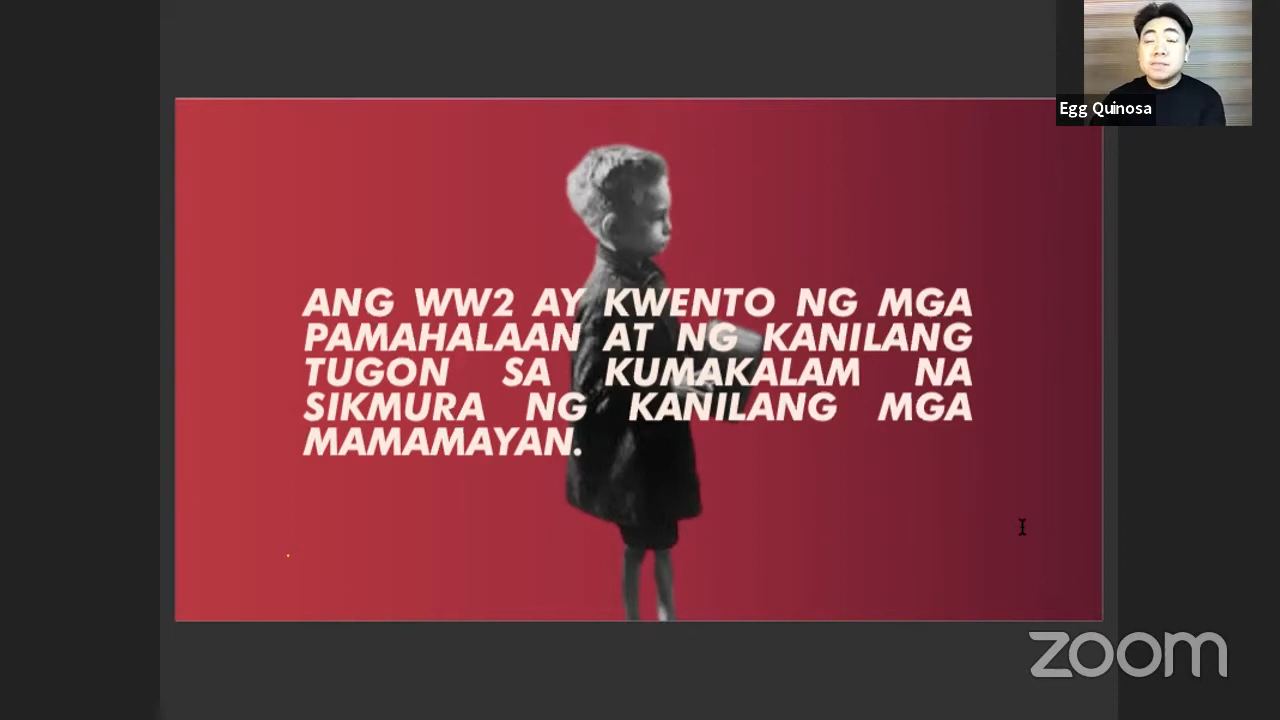 Egg Quinosa
ANG WW2 AY KWENTO NG MGA
PAMAHALAAN AT NG KANILANG
TUGON SA KUMAKALAM NA
SIKMURA NG KANILANG MGA
MAMAMAYAN.
zoom